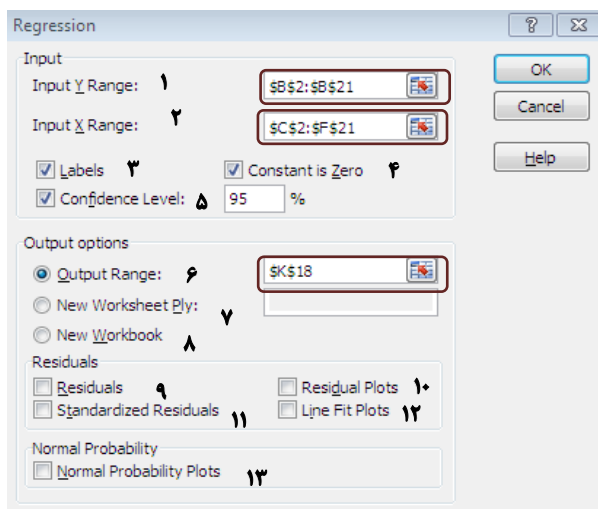 Regression
Input
Input Y Range: ۱ $B$2:$B$21
OK
Input X Range: ۲ $C$2:$F$21
Cancel
Labels ۳ Constant is Zero ۴
Help
Confidence Level: ۵ 95 %
Output options
Output Range: ۶ $K$18
New Worksheet Ply: ۷
New Workbook ۸
Residuals
Residuals ۹ Residual Plots ۱۰
Standardized Residuals ۱۱ Line Fit Plots ۱۲
Normal Probability
Normal Probability Plots ۱۳